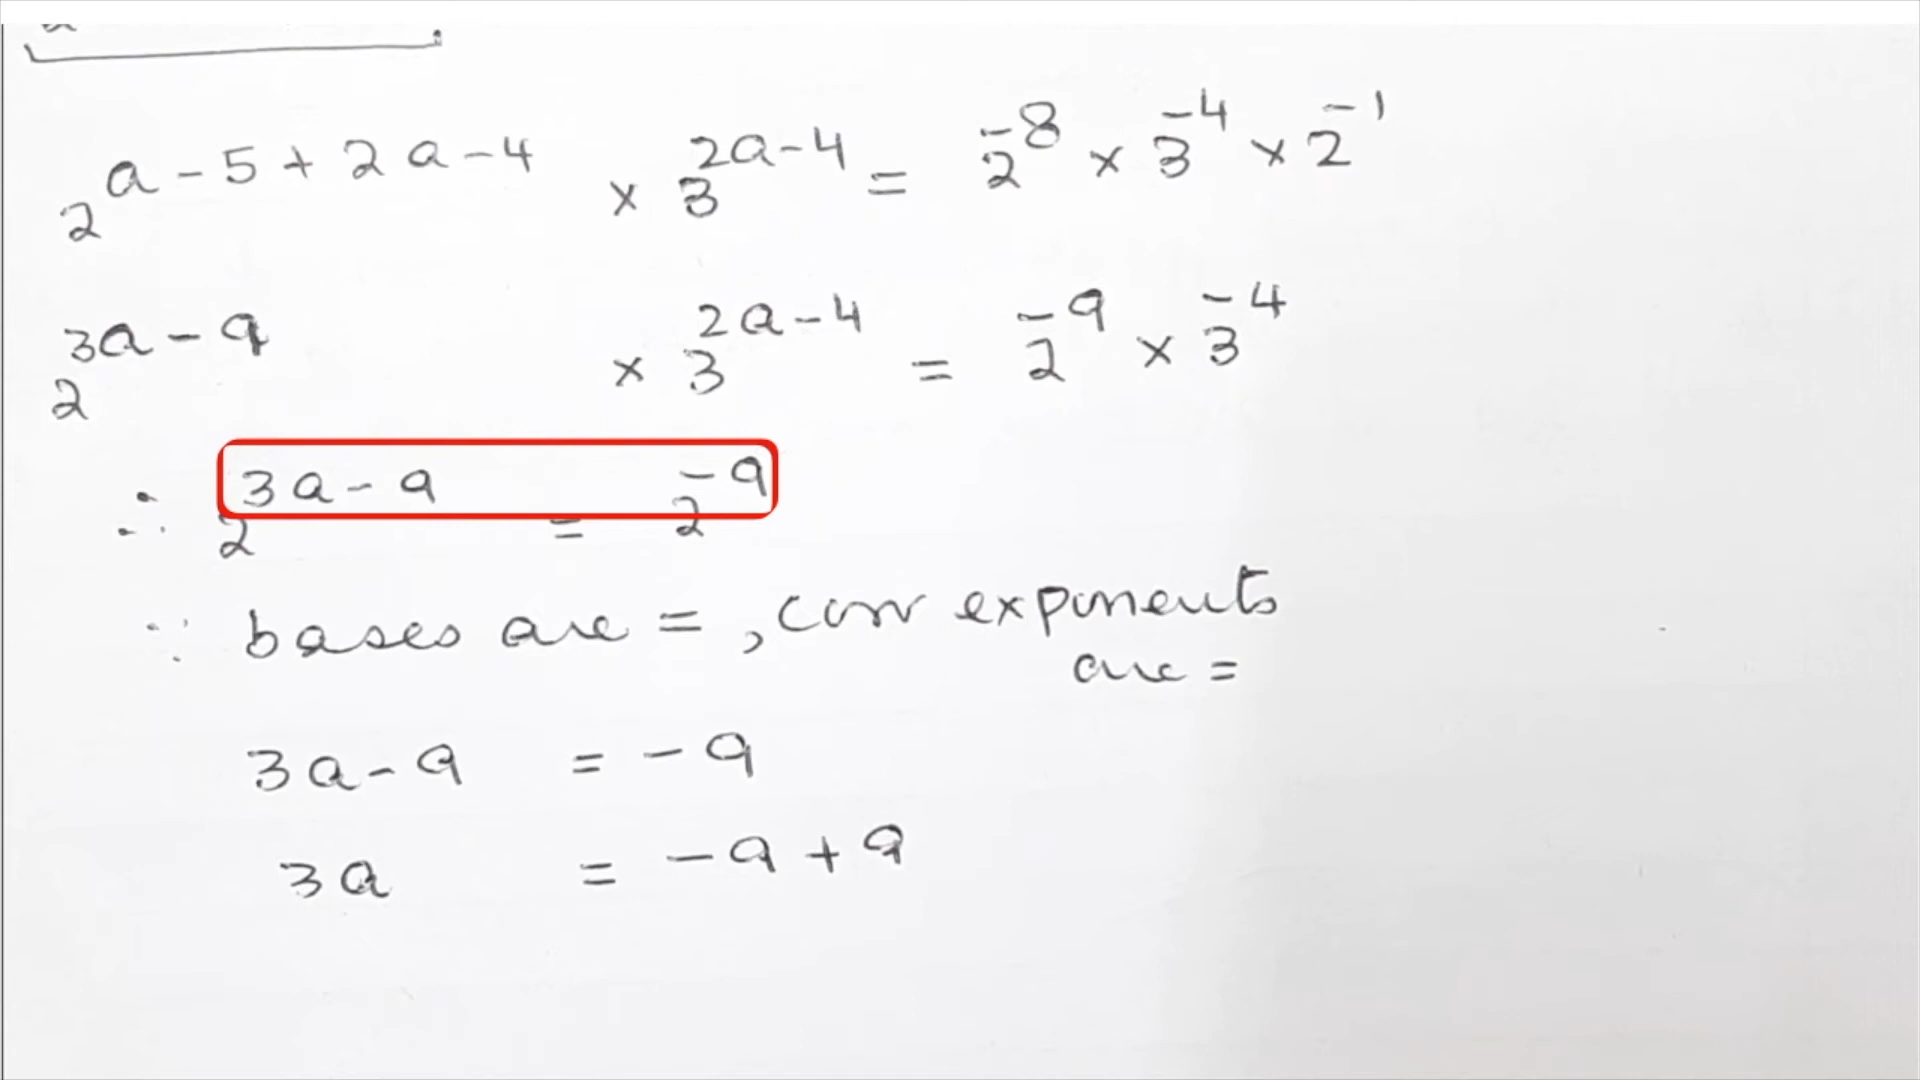 2^{a-5+2a-4} × 3^{2a-4} = 2^{-8} × 3^{-4} × 2^{-1}
2^{3a-9} × 3^{2a-4} = 2^{-9} × 3^{-4}
∴ 2^{3a-9} = 2^{-9}
∵ bases are =, corr exponents
are =
3a-9 = -9
3a = -9+9